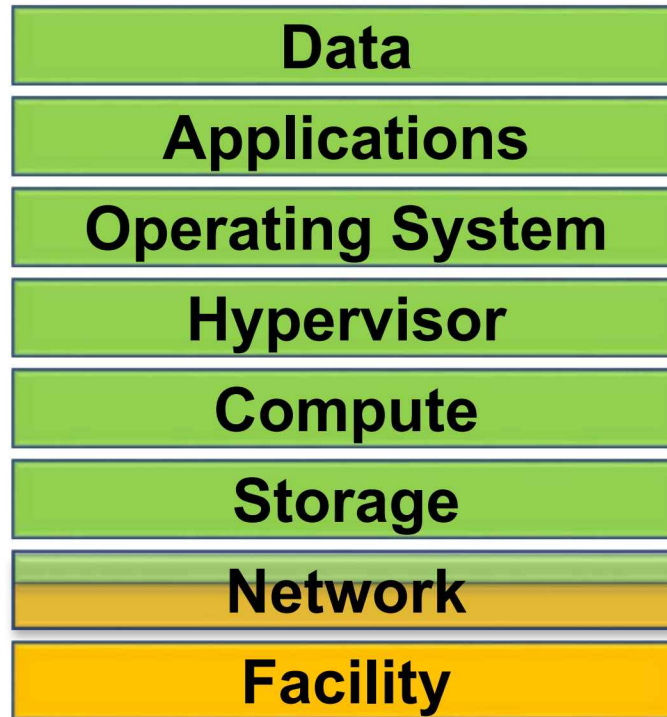 Data
Applications
Operating System
Hypervisor
Compute
Storage
Network
Facility